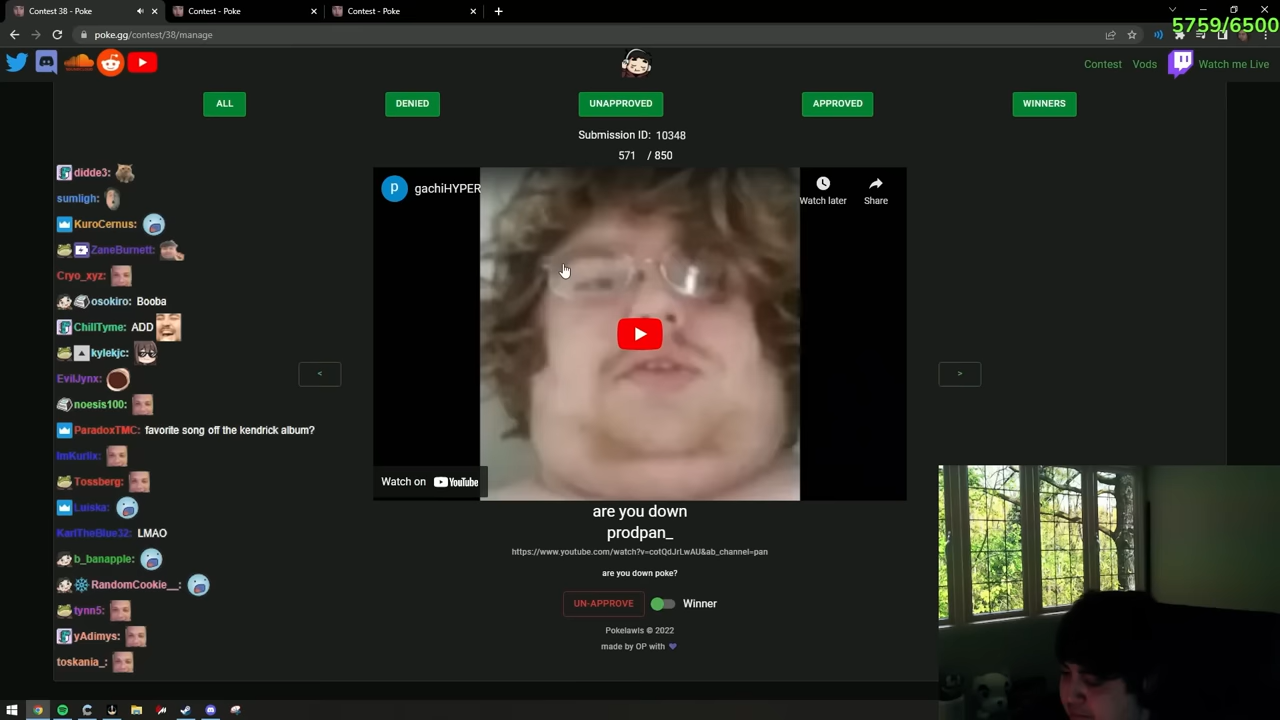 Contest 38 - Poke
Contest - Poke
Contest - Poke
5759/6500
poke.gg/contest/38/manage
Contest
Vods
Watch me Live
ALL
DENIED
UNAPPROVED
APPROVED
WINNERS
Submission ID: 10348
571 / 850
didde3:
sumligh:
KuroCernus:
ZaneBurnett:
Cryo_xyz:
osokiro: Booba
ChillTyme: ADD
kylekjc:
EvilJynx:
noesis100:
ParadoxTMC: favorite song off the kendrick album?
ImKurlix:
Tossberg:
Luiska:
KarlTheBlue32: LMAO
b_banapple:
RandomCookie__:
tynn5:
yAdimys:
toskania_:
p
gachiHYPER
Watch later
Share
<
>
Watch on YouTube
are you down
prodpan_
https://www.youtube.com/watch?v=cotQdJrLwAU&ab_channel=pan
are you down poke?
UN-APPROVE
Winner
Pokelawls © 2022
made by OP with